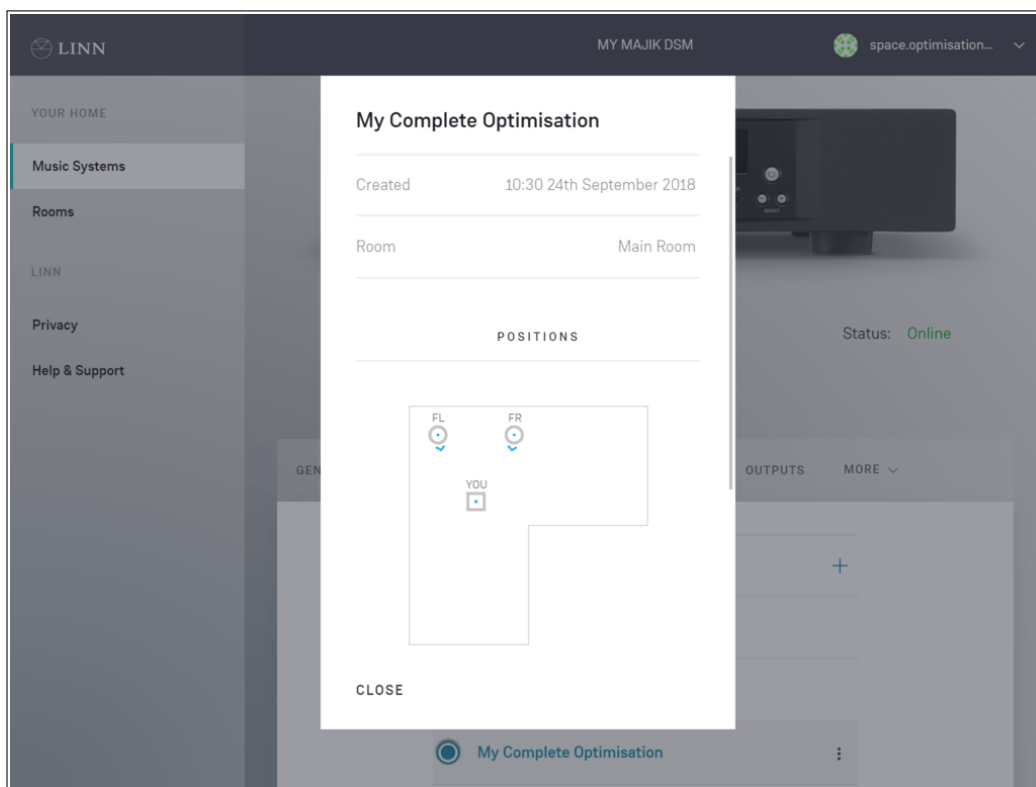 LINN
MY MAJIK DSM
space.optimisation...
YOUR HOME
Music Systems
Rooms
LINN
Privacy
Help & Support
My Complete Optimisation
Created 10:30 24th September 2018
Room Main Room
POSITIONS
FL FR
YOU
CLOSE
Status: Online
GEN
OUTPUTS MORE
My Complete Optimisation